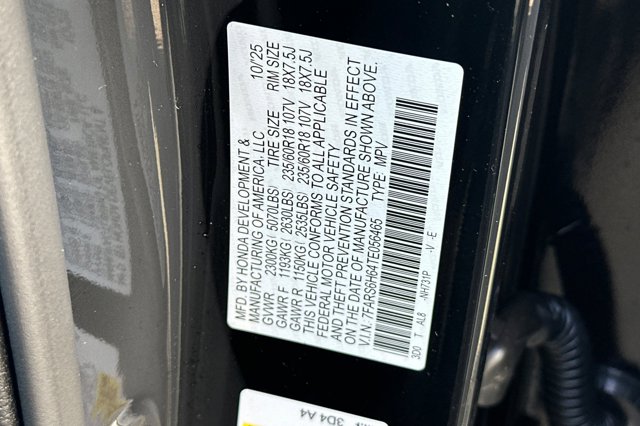 MFD. BY HONDA DEVELOPMENT & 10/25
MANUFACTURING OF AMERICA, LLC
TIRE SIZE RIM SIZE
GVWR 2300KG( 5070LBS)
GAWR F 1193KG( 2630LBS) 235/60R18 107V 18X7.5J
GAWR R 1150KG( 2535LBS) 235/60R18 107V 18X7.5J
THIS VEHICLE CONFORMS TO ALL APPLICABLE
FEDERAL MOTOR VEHICLE SAFETY
AND THEFT PREVENTION STANDARDS IN EFFECT
ON THE DATE OF MANUFACTURE SHOWN ABOVE.
V.I.N. 7FARS6H64TE056465 TYPE: MPV
3D0 T AL8 -NH731P V -E
3D4 A4